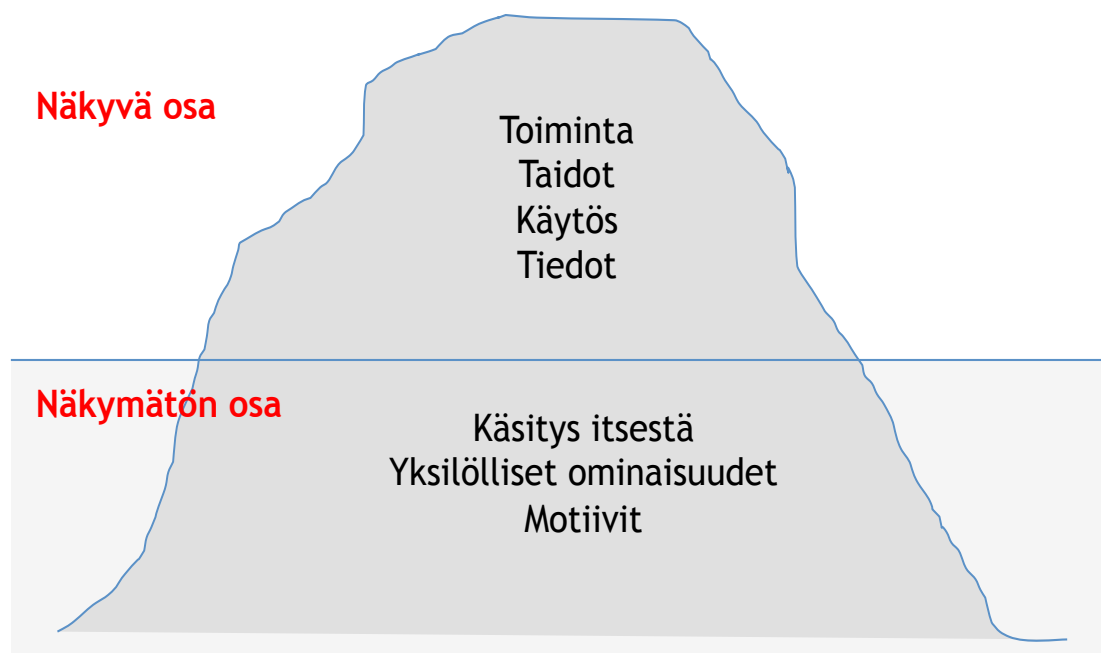 Näkyvä osa
Toiminta
Taidot
Käytös
Tiedot
Näkymätön osa
Käsitys itsestä
Yksilölliset ominaisuudet
Motiivit